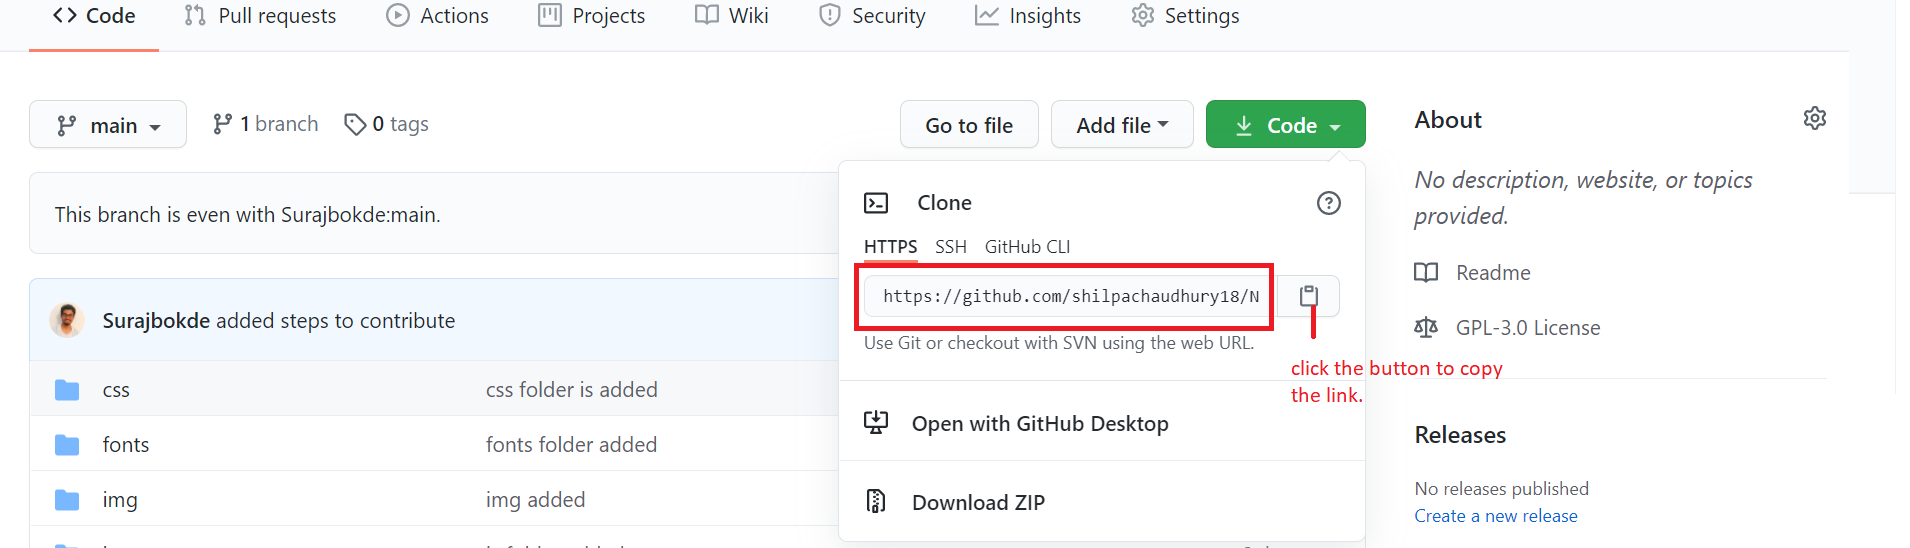 Code Pull requests Actions Projects Wiki Security Insights Settings
main 1 branch 0 tags Go to file Add file Code
This branch is even with Surajbokde:main.
Surajbokde added steps to contribute
css css folder is added
fonts fonts folder added
img img added
Clone
HTTPS SSH GitHub CLI
https://github.com/shilpachaudhury18/N
Use Git or checkout with SVN using the web URL.
click the button to copy
the link.
Open with GitHub Desktop
Download ZIP
About
No description, website, or topics
provided.
Readme
GPL-3.0 License
Releases
No releases published
Create a new release